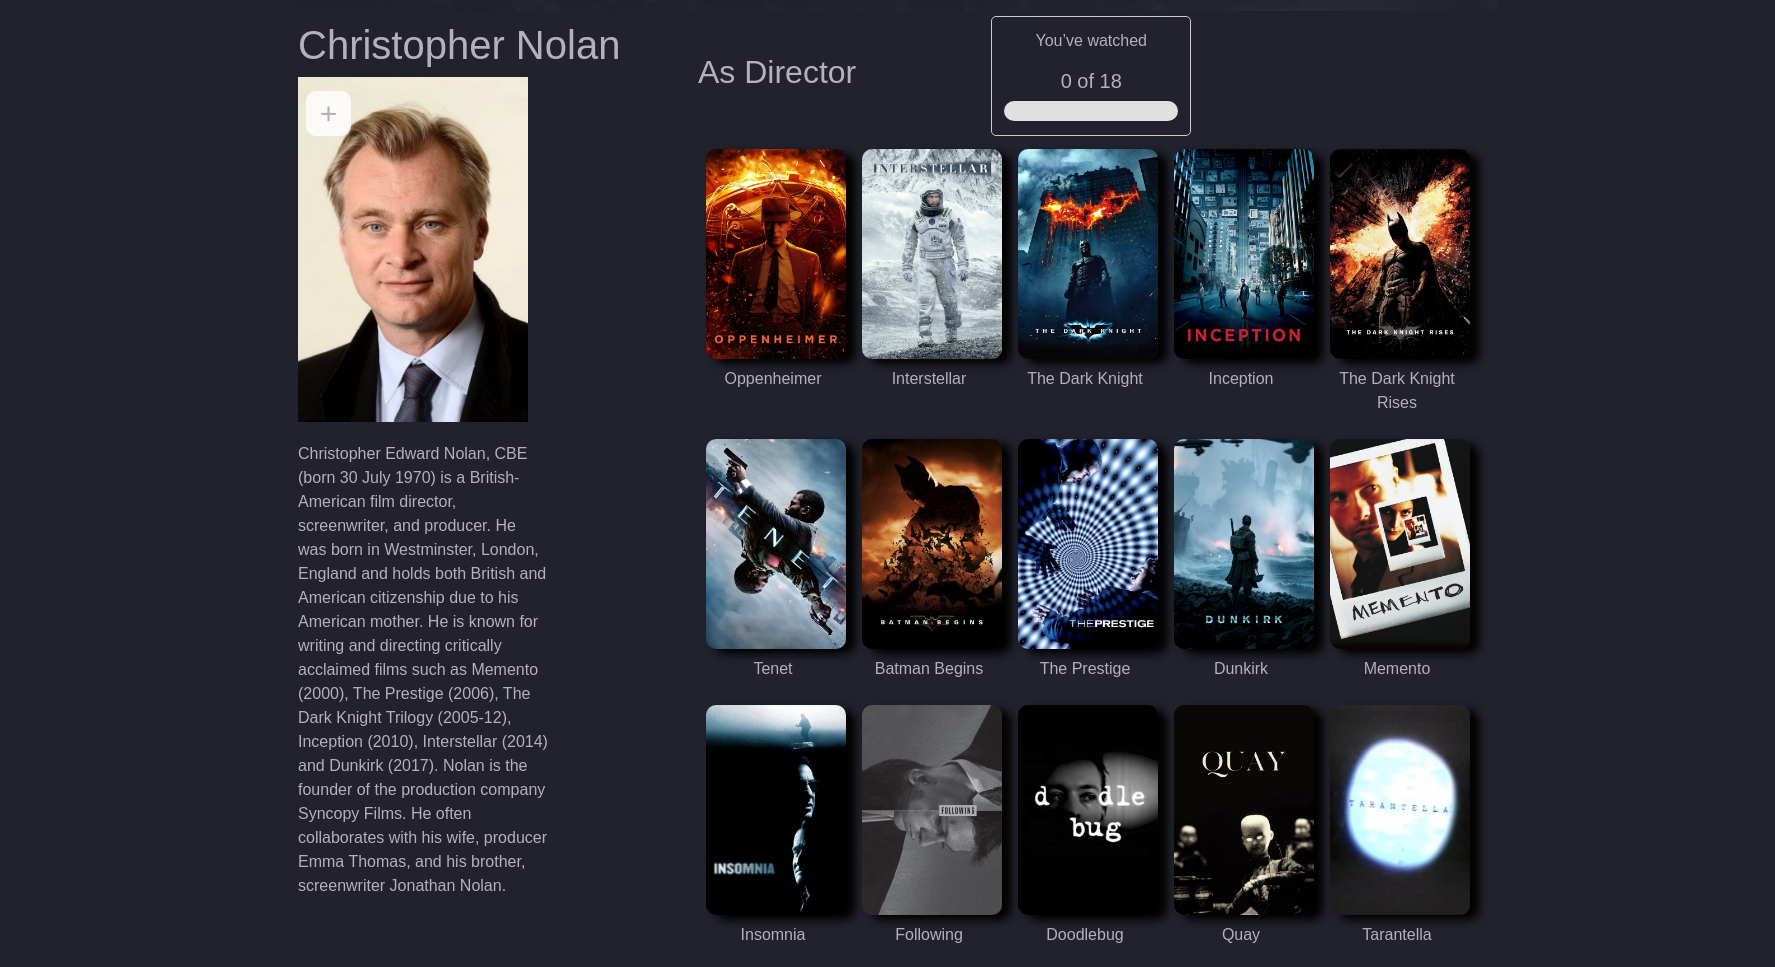 Christopher Nolan
+
Christopher Edward Nolan, CBE
(born 30 July 1970) is a British-
American film director,
screenwriter, and producer. He
was born in Westminster, London,
England and holds both British and
American citizenship due to his
American mother. He is known for
writing and directing critically
acclaimed films such as Memento
(2000), The Prestige (2006), The
Dark Knight Trilogy (2005-12),
Inception (2010), Interstellar (2014)
and Dunkirk (2017). Nolan is the
founder of the production company
Syncopy Films. He often
collaborates with his wife, producer
Emma Thomas, and his brother,
screenwriter Jonathan Nolan.
As Director
You've watched
0 of 18
OPPENHEIMER
INTERSTELLAR
THE DARK KNIGHT
INCEPTION
THE DARK KNIGHT RISES
Oppenheimer
Interstellar
The Dark Knight
Inception
The Dark Knight
Rises
TENET
BATMAN BEGINS
THE PRESTIGE
DUNKIRK
MEMENTO
Tenet
Batman Begins
The Prestige
Dunkirk
Memento
INSOMNIA
FOLLOWING
doodle
bug
QUAY
TARANTELLA
Insomnia
Following
Doodlebug
Quay
Tarantella